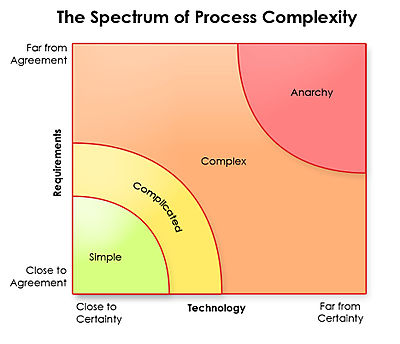 The Spectrum of Process Complexity
Far from
Agreement
Anarchy
Requirements
Complex
Complicated
Simple
Close to
Agreement
Close to
Certainty
Technology
Far from
Certainty